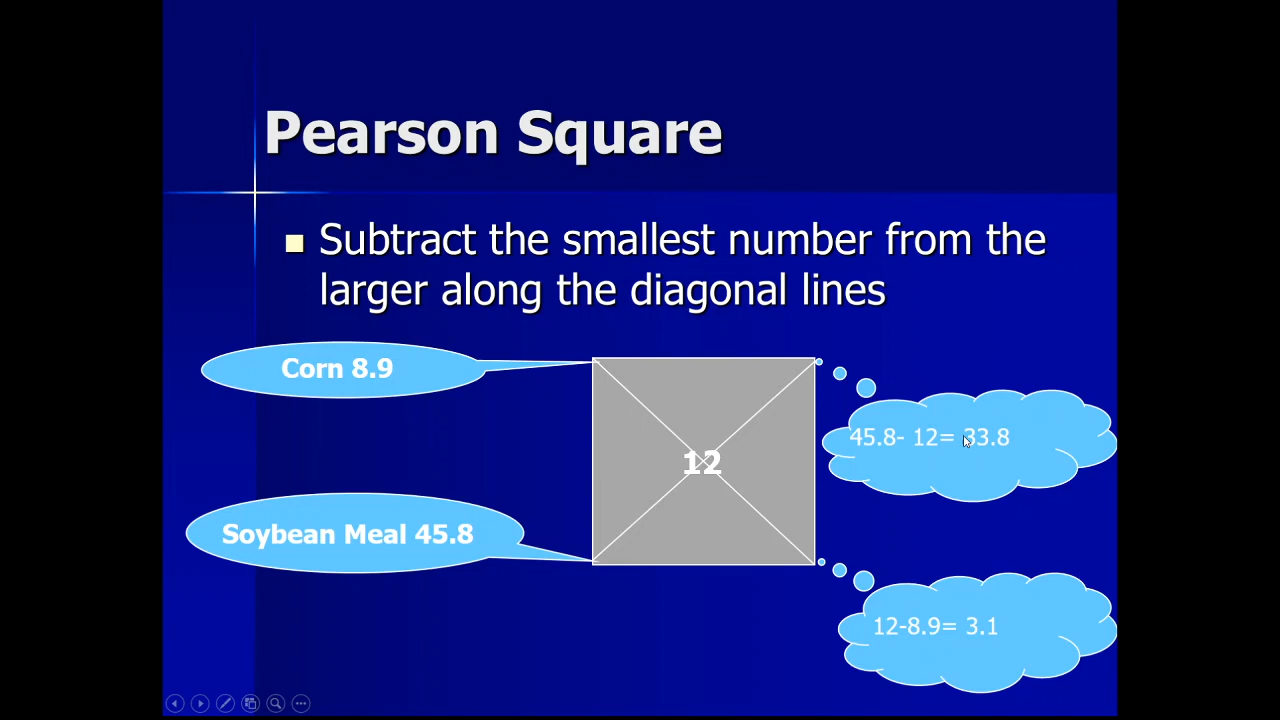 Pearson Square
Subtract the smallest number from the
larger along the diagonal lines
Corn 8.9
45.8- 12= 33.8
12
Soybean Meal 45.8
12-8.9= 3.1